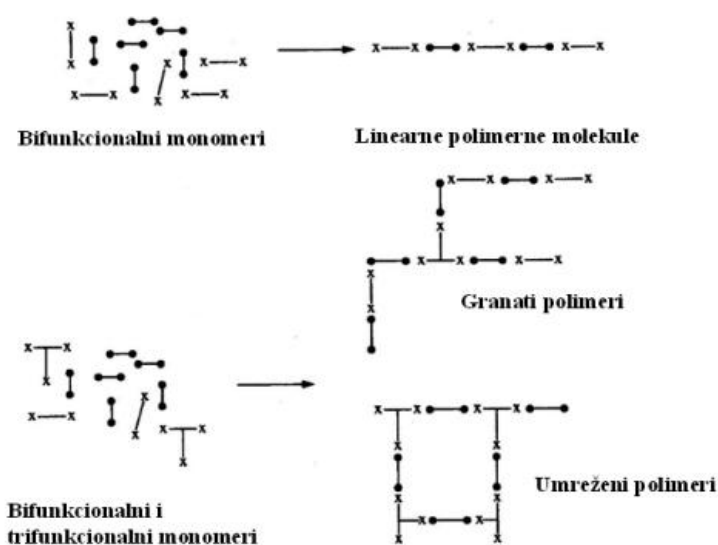 Bifunkcionalni monomeri
Linearne polimerne molekule
Granati polimeri
Umreženi polimeri
Bifunkcionalni i
trifunkcionalni monomeri